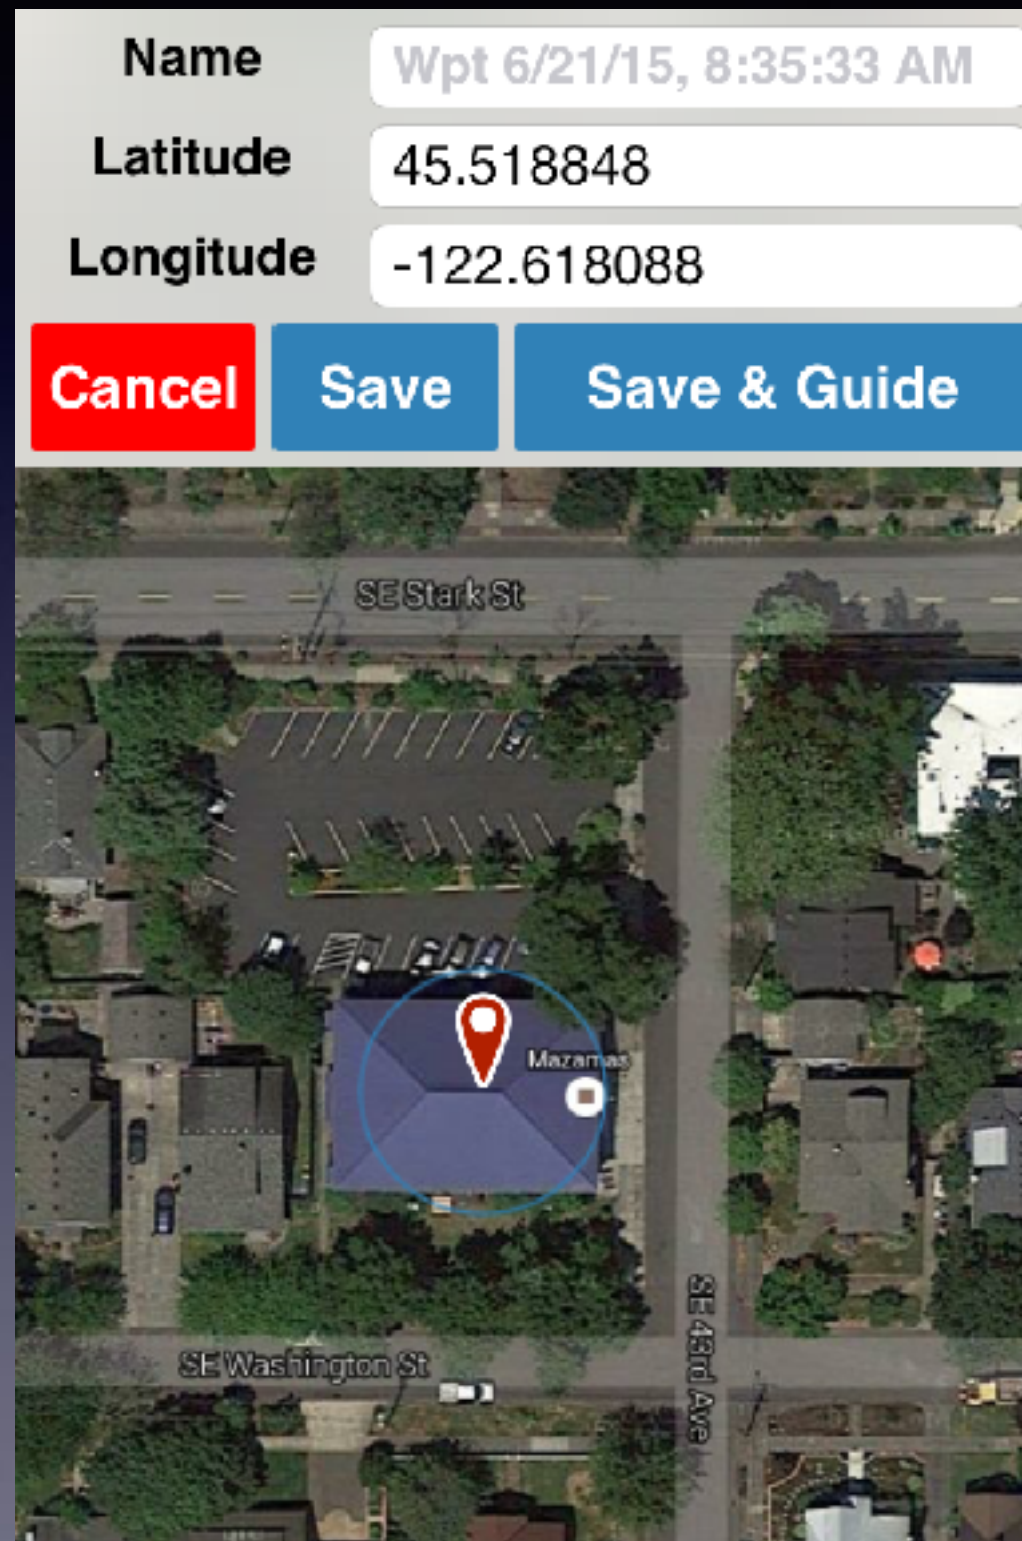 Name
Wpt 6/21/15, 8:35:33 AM
Latitude
45.518848
Longitude
-122.618088
Cancel
Save
Save & Guide
SE Stark St
Mazamas
SE 43rd Ave
SE Washington St